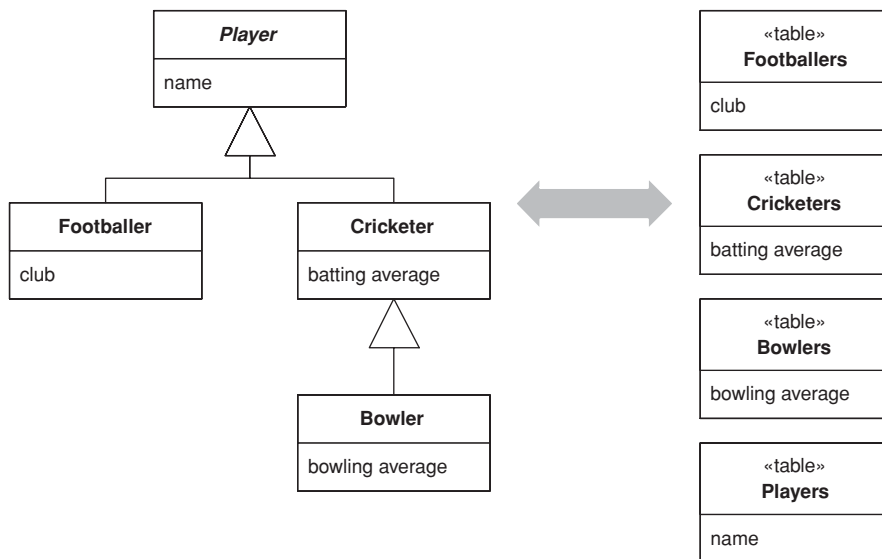 Player
name
Footballer
club
Cricketer
batting average
Bowler
bowling average
«table»
Footballers
club
«table»
Cricketers
batting average
«table»
Bowlers
bowling average
«table»
Players
name